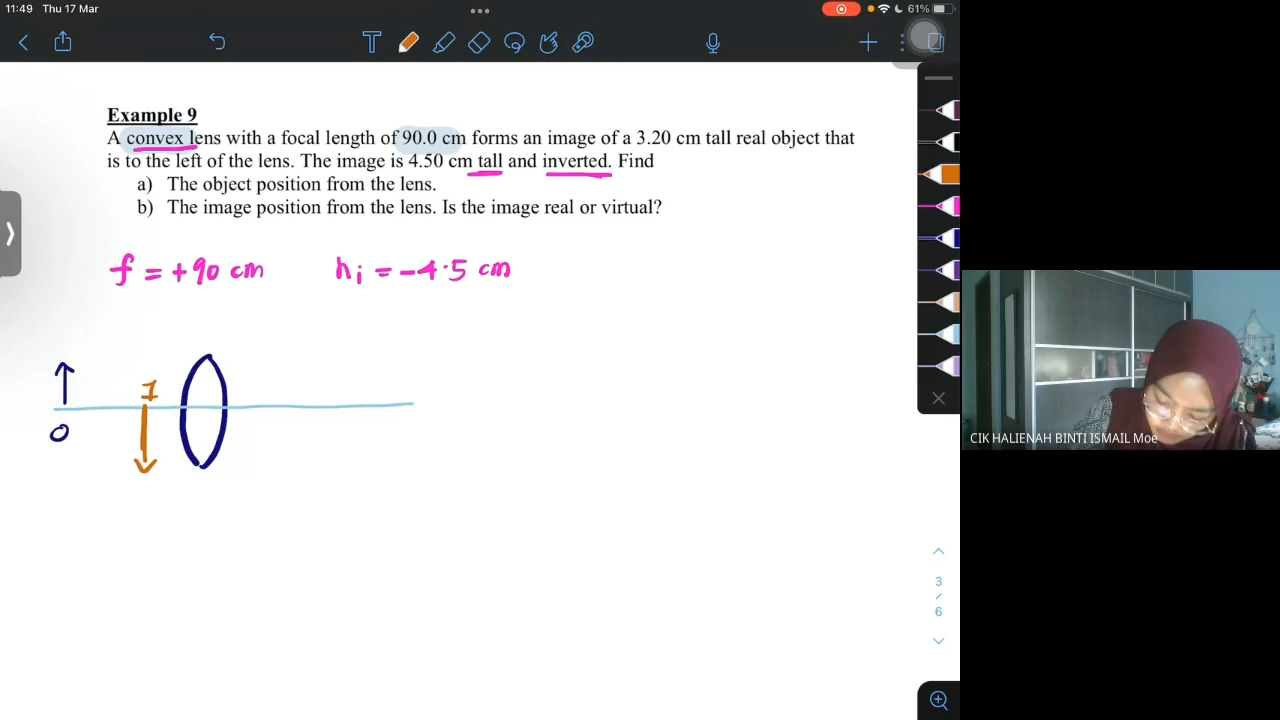 11:49 Thu 17 Mar
61%
T
Example 9
A convex lens with a focal length of 90.0 cm forms an image of a 3.20 cm tall real object that
is to the left of the lens. The image is 4.50 cm tall and inverted. Find
a) The object position from the lens.
b) The image position from the lens. Is the image real or virtual?
f = +90 cm hi = -4.5 cm
I
O
3
/
6
CIK HALIENAH BINTI ISMAIL Moe